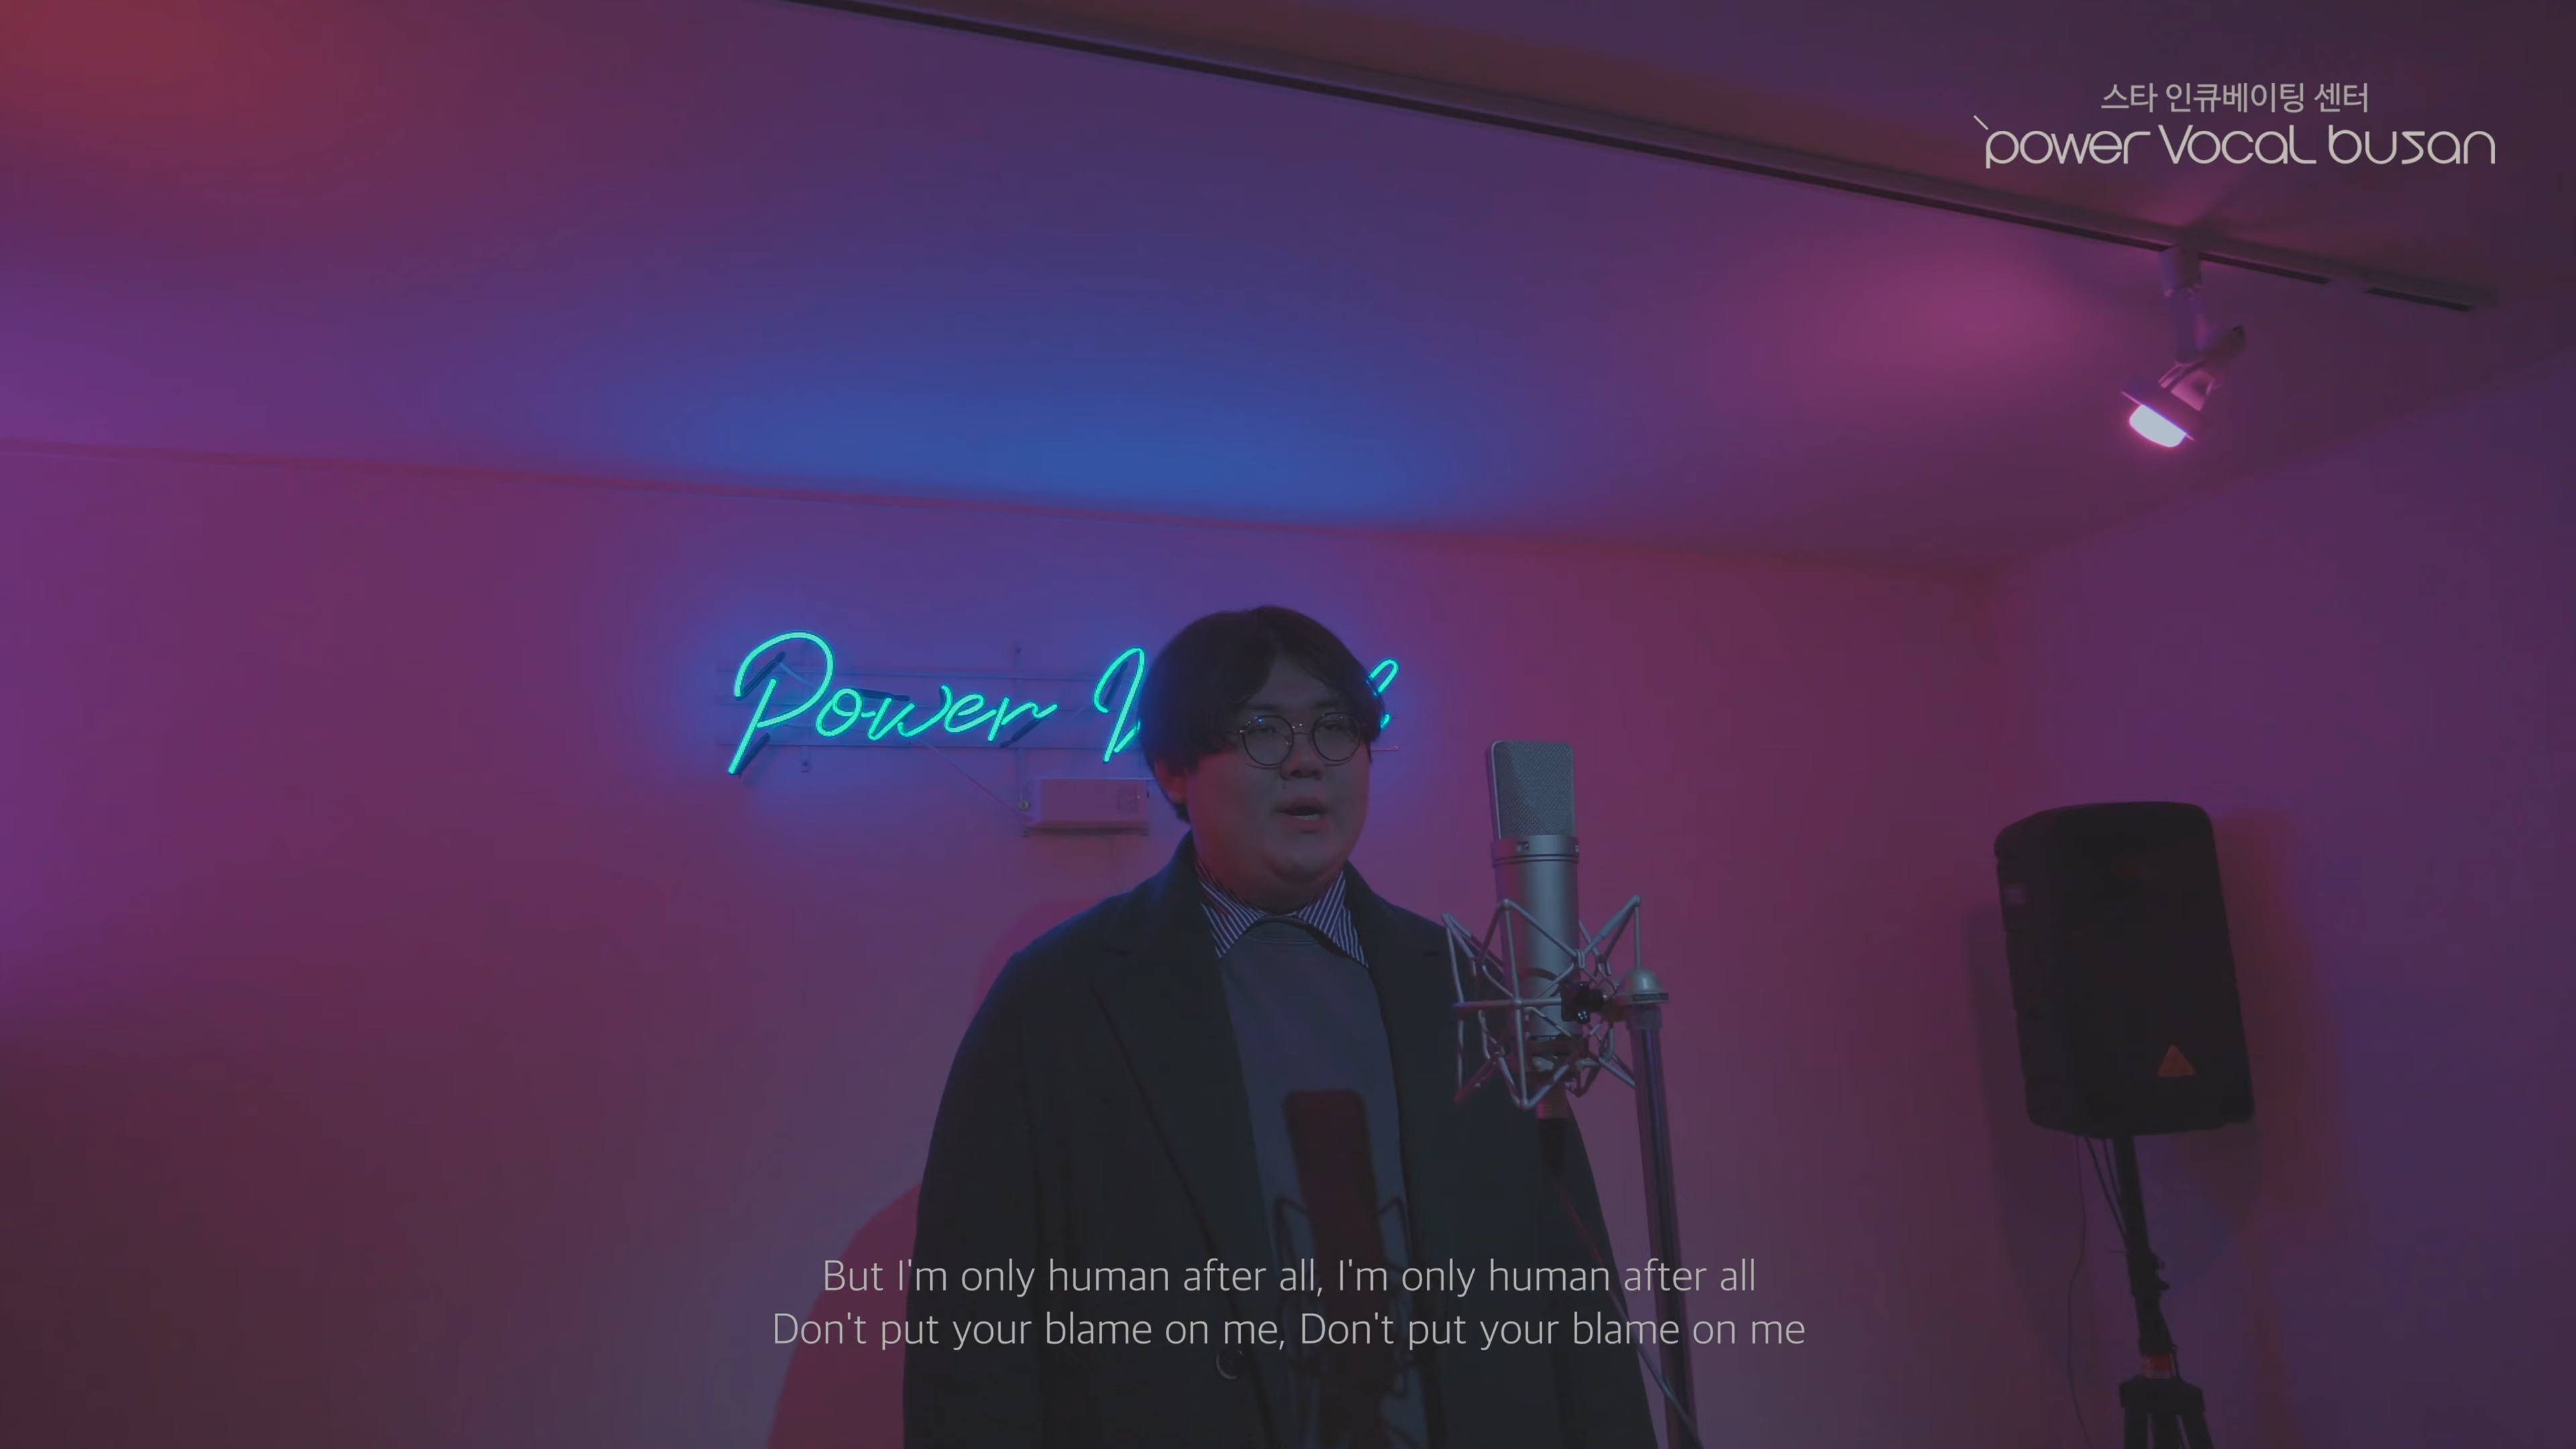 스타 인큐베이팅 센터
power Vocal busan
Power
But I'm only human after all, I'm only human after all
Don't put your blame on me, Don't put your blame on me